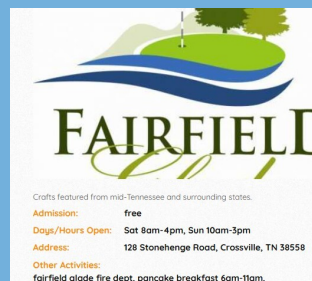 FAIRFIELD
Crafts featured from mid-Tennessee and surrounding states.
Admission: free
Days/Hours Open: Sat 8am-4pm, Sun 10am-3pm
Address: 128 Stonehenge Road, Crossville, TN 38558
Other Activities:
fairfield glade fire dept. pancake breakfast 6am-11am.